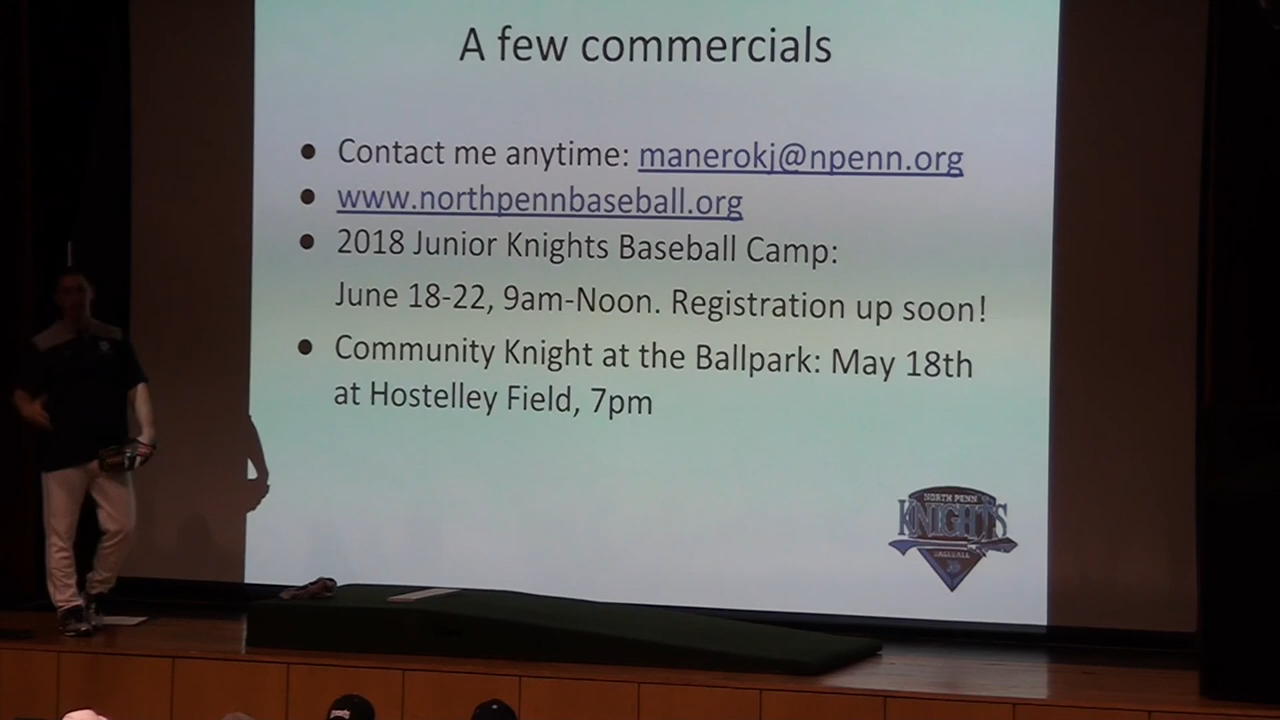 A few commercials
• Contact me anytime: manerokj@npenn.org
• www.northpennbaseball.org
• 2018 Junior Knights Baseball Camp:
June 18-22, 9am-Noon. Registration up soon!
• Community Knight at the Ballpark: May 18th
at Hostelley Field, 7pm
NORTH PENN
KNIGHTS
BASEBALL